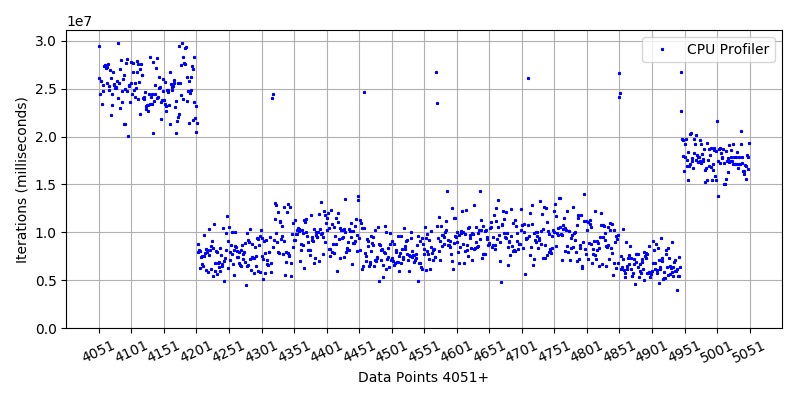 1e7
CPU Profiler
3.0
2.5
2.0
1.5
1.0
0.5
0.0
Iterations (milliseconds)
4051 4101 4151 4201 4251 4301 4351 4401 4451 4501 4551 4601 4651 4701 4751 4801 4851 4901 4951 5001 5051
Data Points 4051+